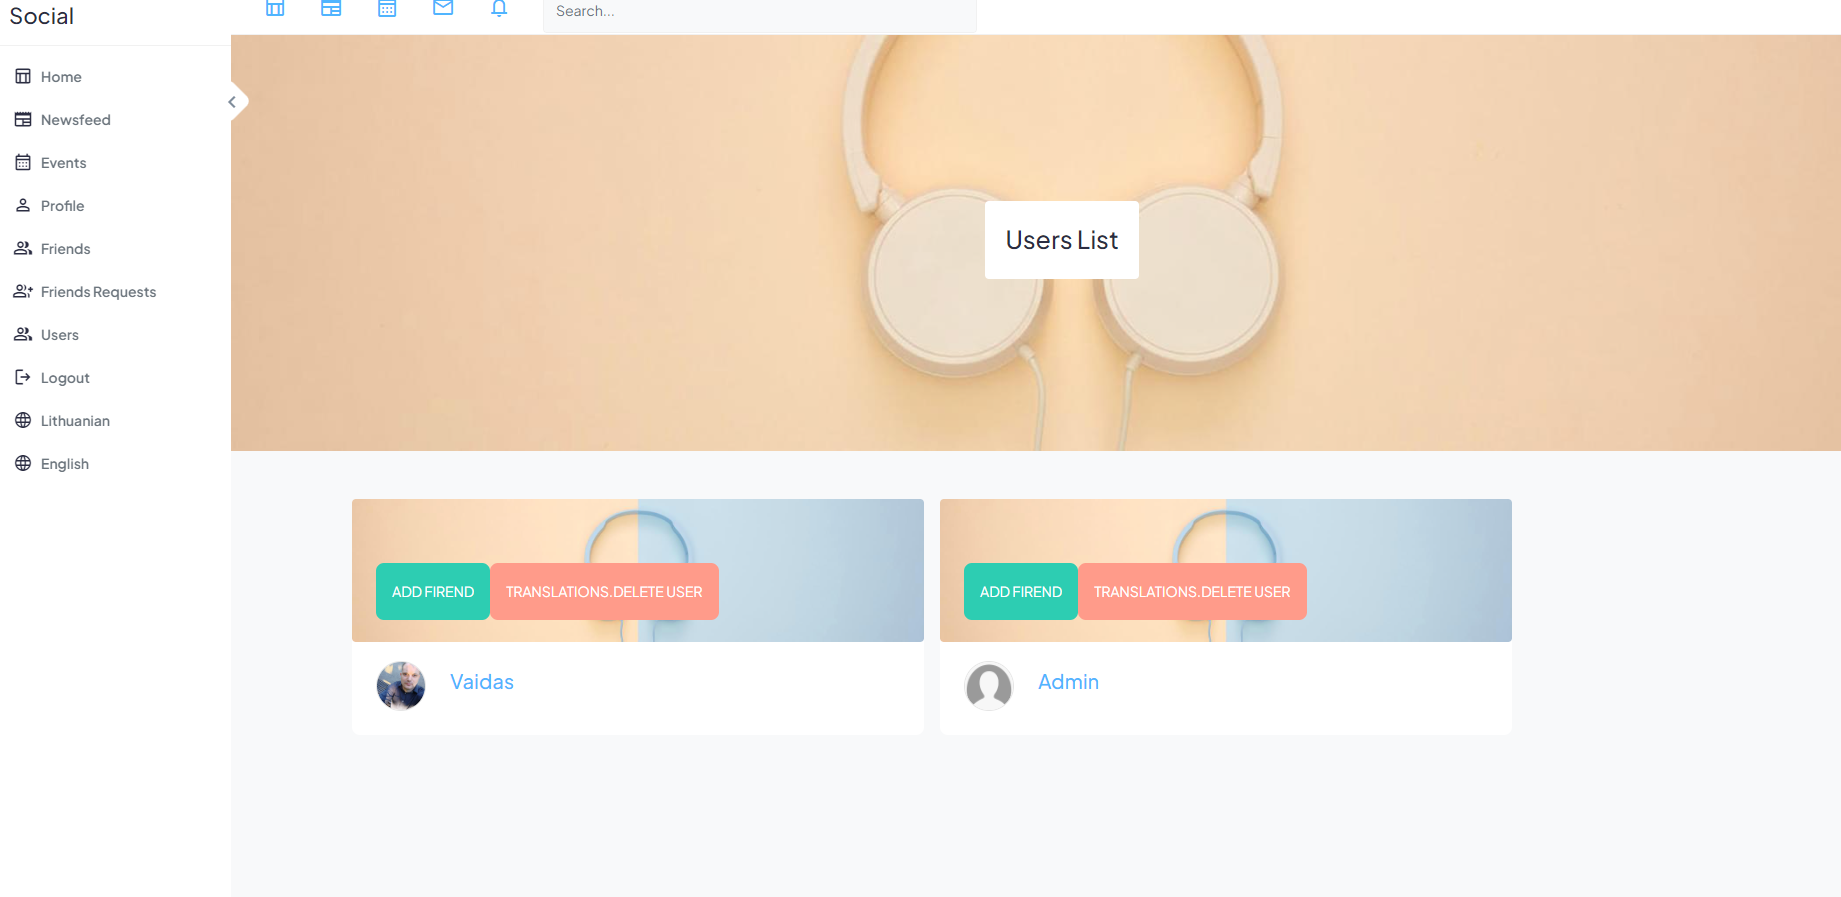 Social
Search...
Home
Newsfeed
Events
Profile
Friends
Friends Requests
Users
Logout
Lithuanian
English
Users List
ADD FIREND
TRANSLATIONS.DELETE USER
Vaidas
ADD FIREND
TRANSLATIONS.DELETE USER
Admin